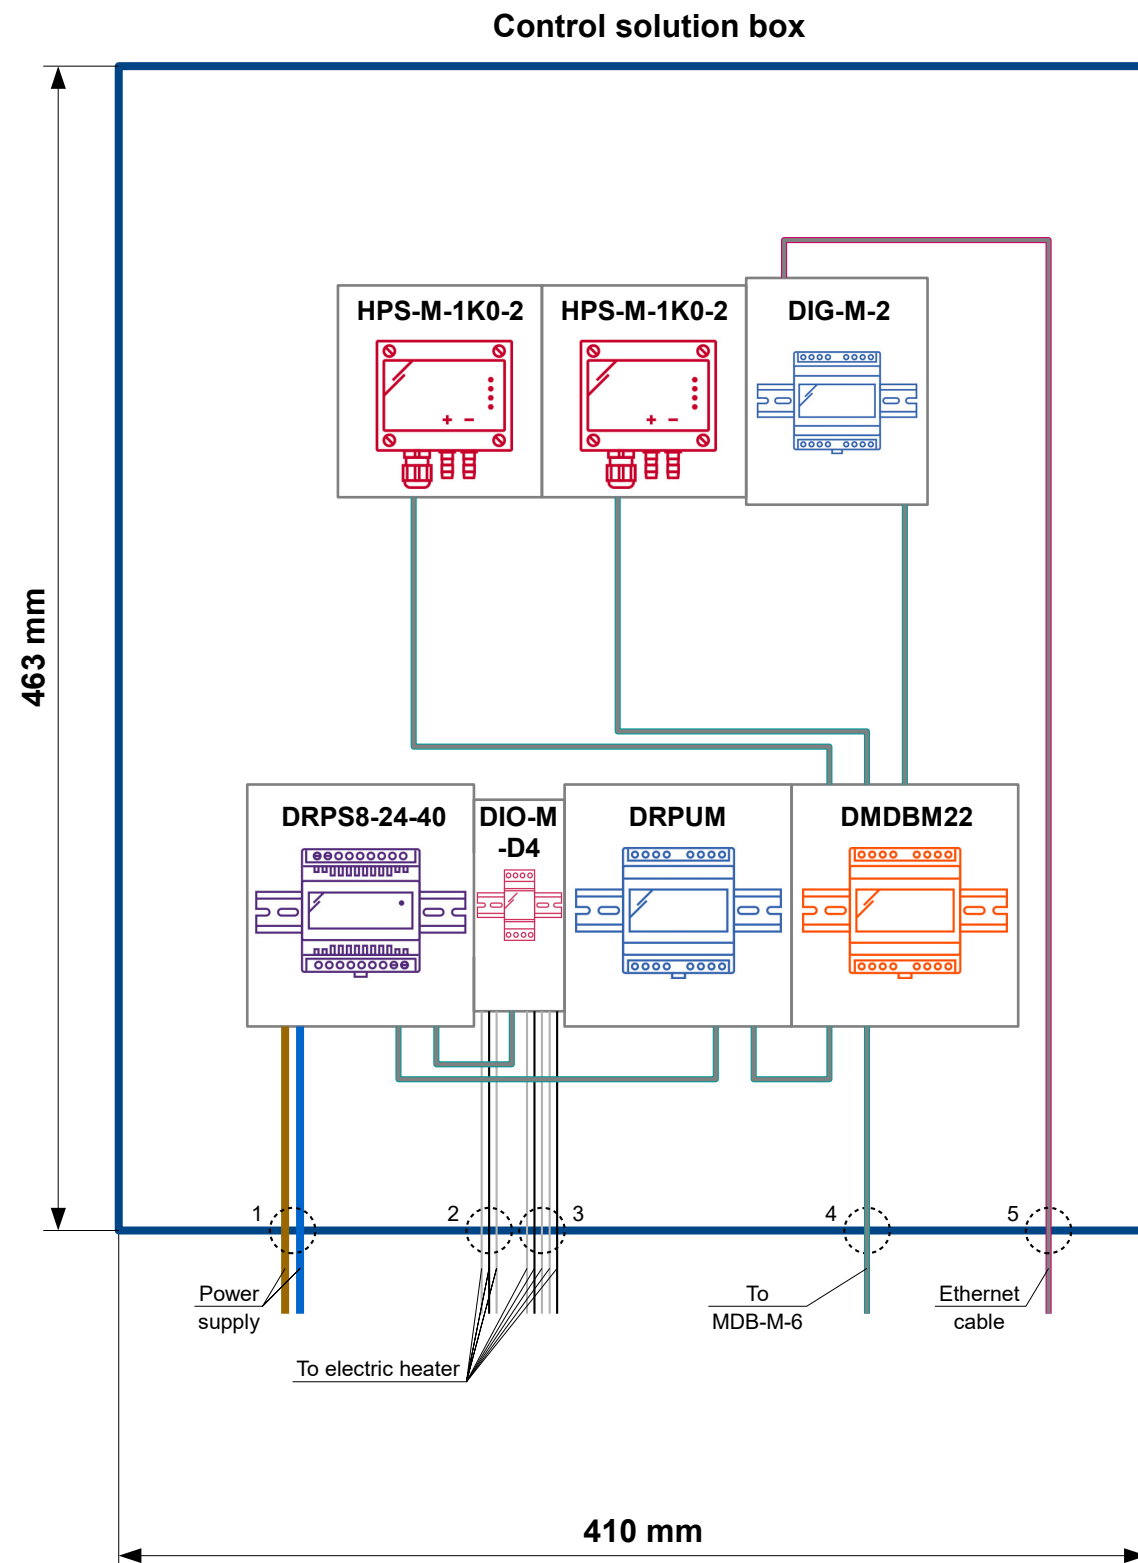 Control solution box
HPS-M-1K0-2
HPS-M-1K0-2
DIG-M-2
+ −
+ −
463 mm
DRPS8-24-40
DIO-M
-D4
DRPUM
DMDBM22
1
2
3
4
5
Power
supply
To
MDB-M-6
Ethernet
cable
To electric heater
410 mm